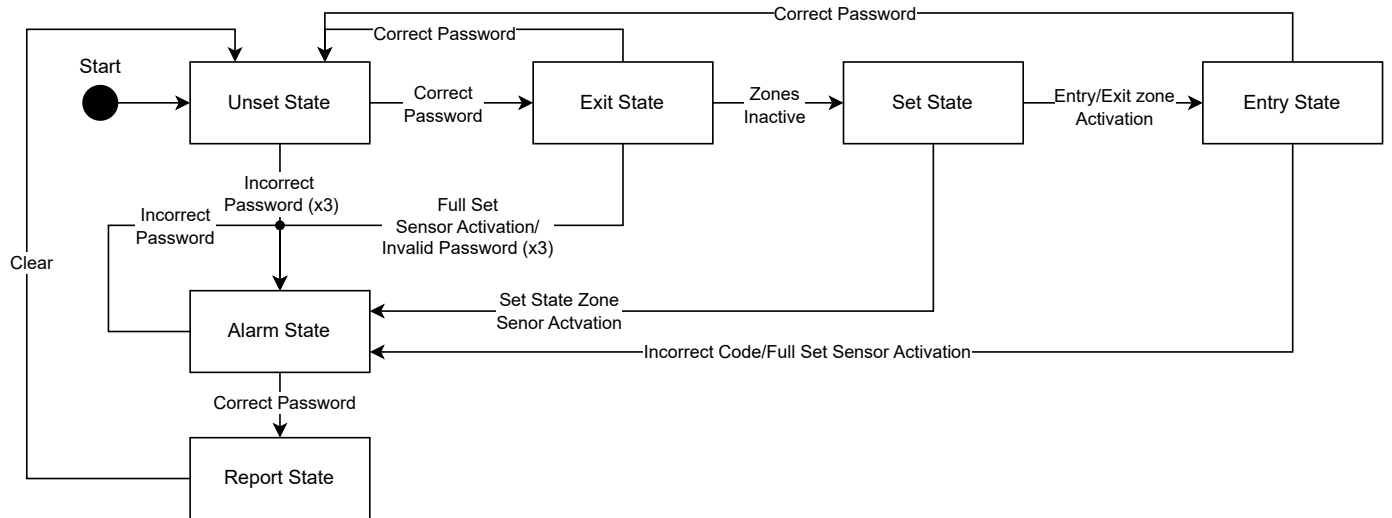 Correct Password
Correct Password
Start
Unset State
Correct
Password
Exit State
Zones
Inactive
Set State
Entry/Exit zone
Activation
Entry State
Incorrect
Password (x3)
Incorrect
Password
Full Set
Sensor Activation/
Invalid Password (x3)
Clear
Alarm State
Set State Zone
Senor Actvation
Incorrect Code/Full Set Sensor Activation
Correct Password
Report State